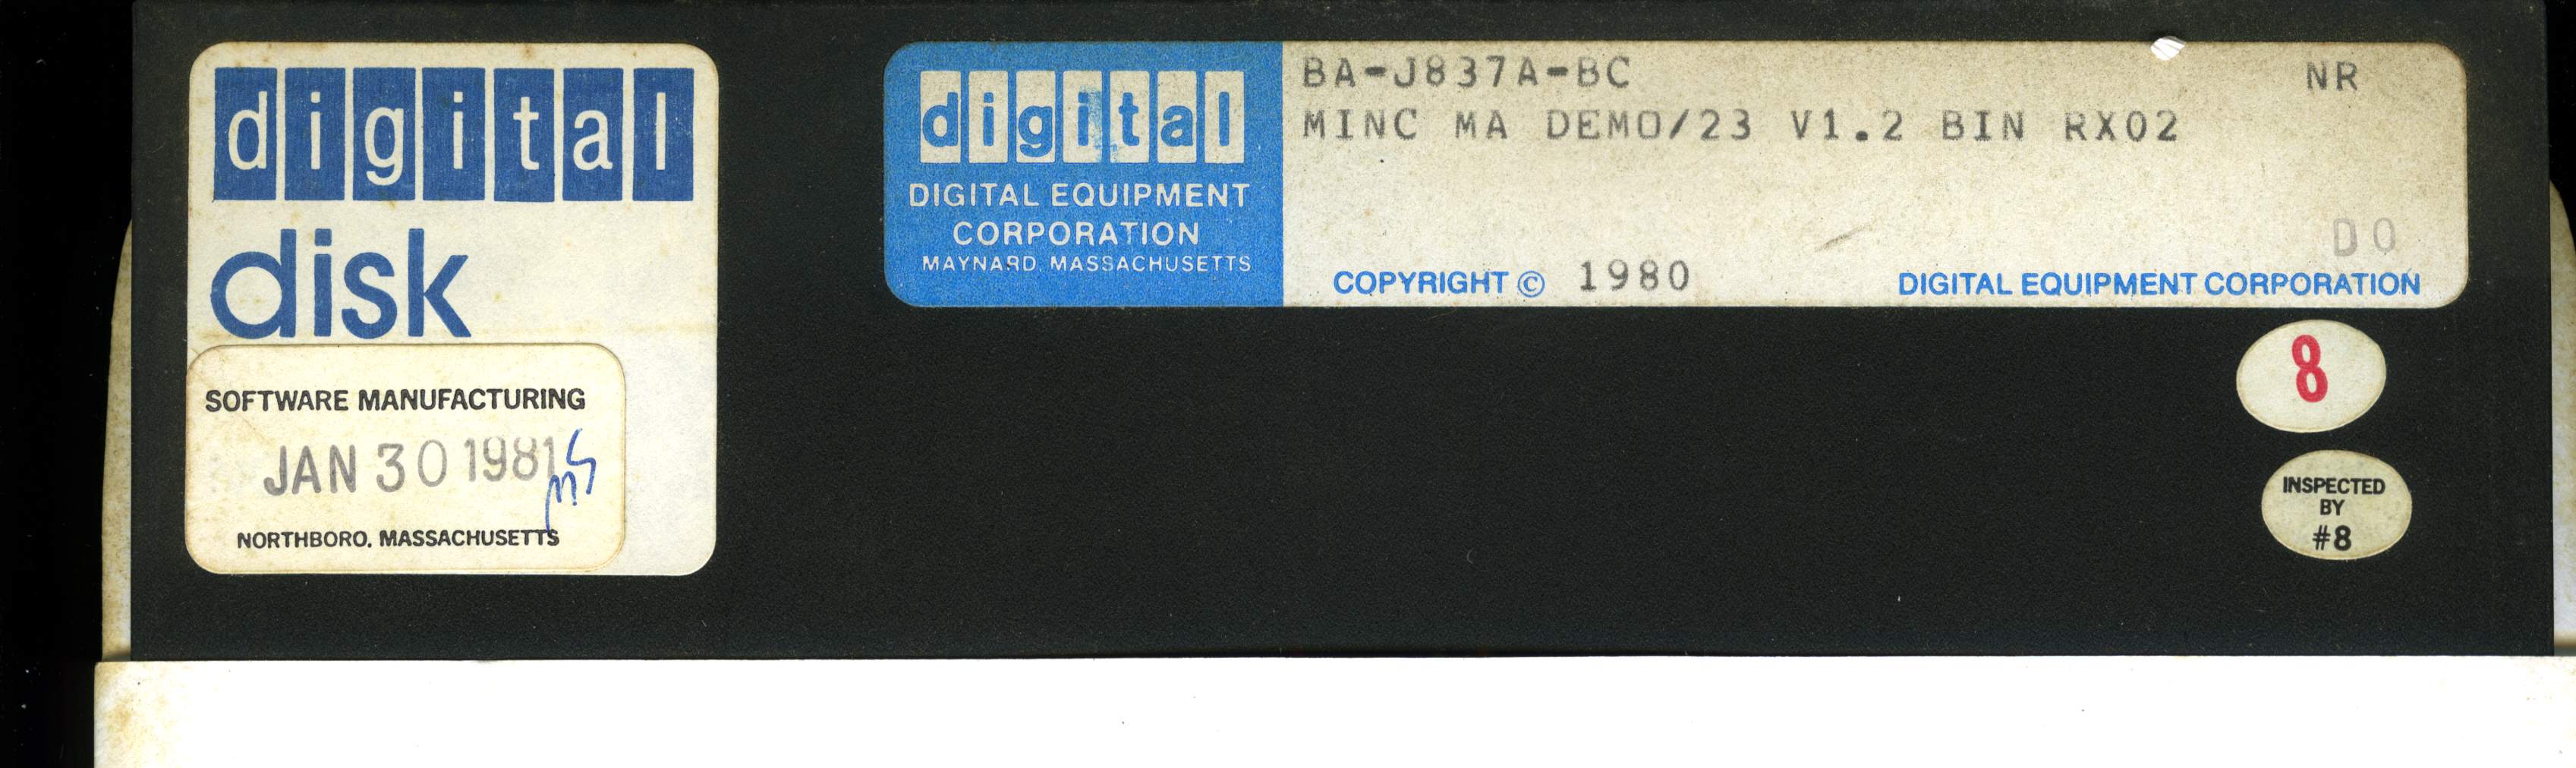 digital
disk
SOFTWARE MANUFACTURING
JAN 30 1981
NORTHBORO, MASSACHUSETTS
digital
DIGITAL EQUIPMENT
CORPORATION
MAYNARD, MASSACHUSETTS
BA-J837A-BC NR
MINC MA DEMO/23 V1.2 BIN RX02
D0
COPYRIGHT © 1980 DIGITAL EQUIPMENT CORPORATION
8
INSPECTED
BY
#8